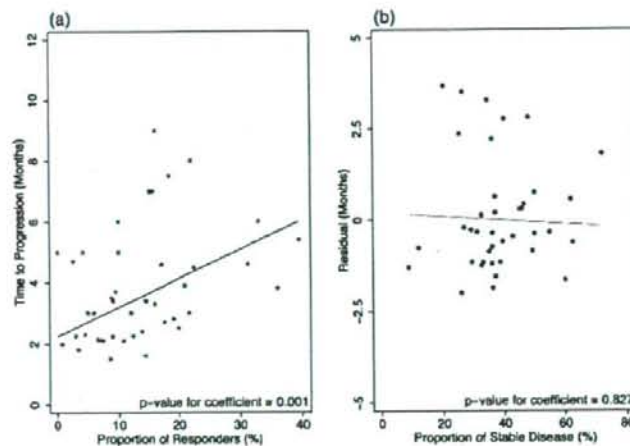 (a)
12
10
8
6
4
2
0
Time to Progression (Months)
p-value for coefficient = 0.001
0 10 20 30 40
Proportion of Responders (%)
(b)
5
2.5
0
-2.5
-5
Residual (Months)
p-value for coefficient = 0.827
0 20 40 60 80
Proportion of Stable Disease (%)